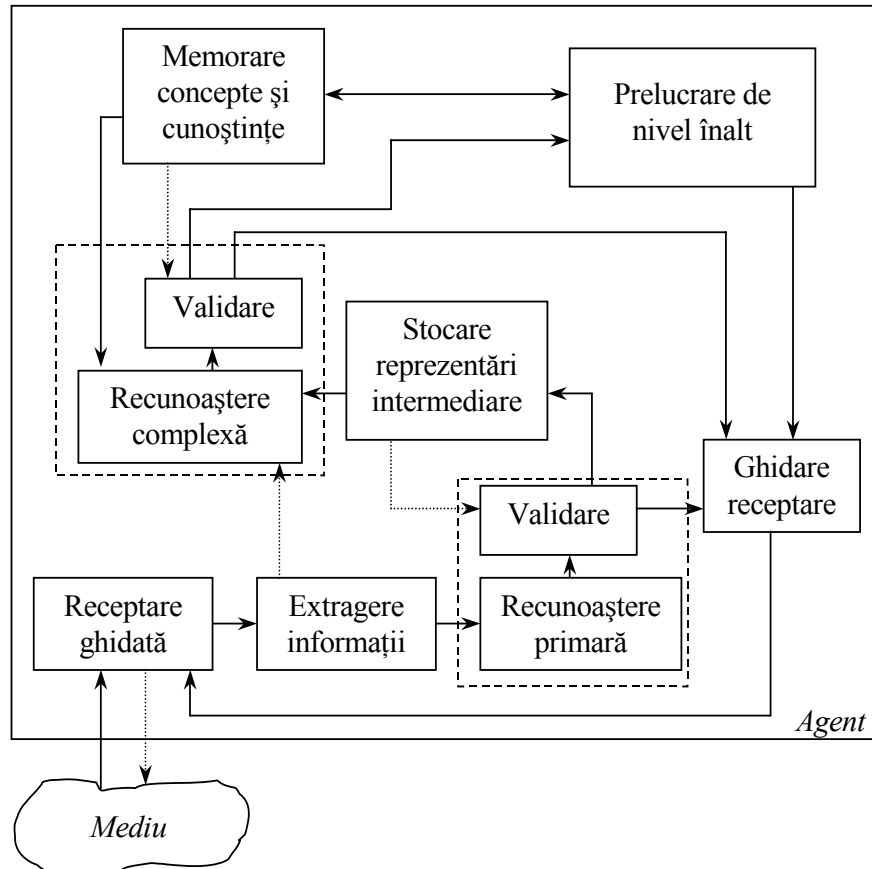 Memorare
concepte şi
cunoştinţe
Prelucrare de
nivel înalt
Validare
Recunoaştere
complexă
Stocare
reprezentări
intermediare
Ghidare
receptare
Validare
Recunoaştere
primară
Receptare
ghidată
Extragere
informaţii
Agent
Mediu